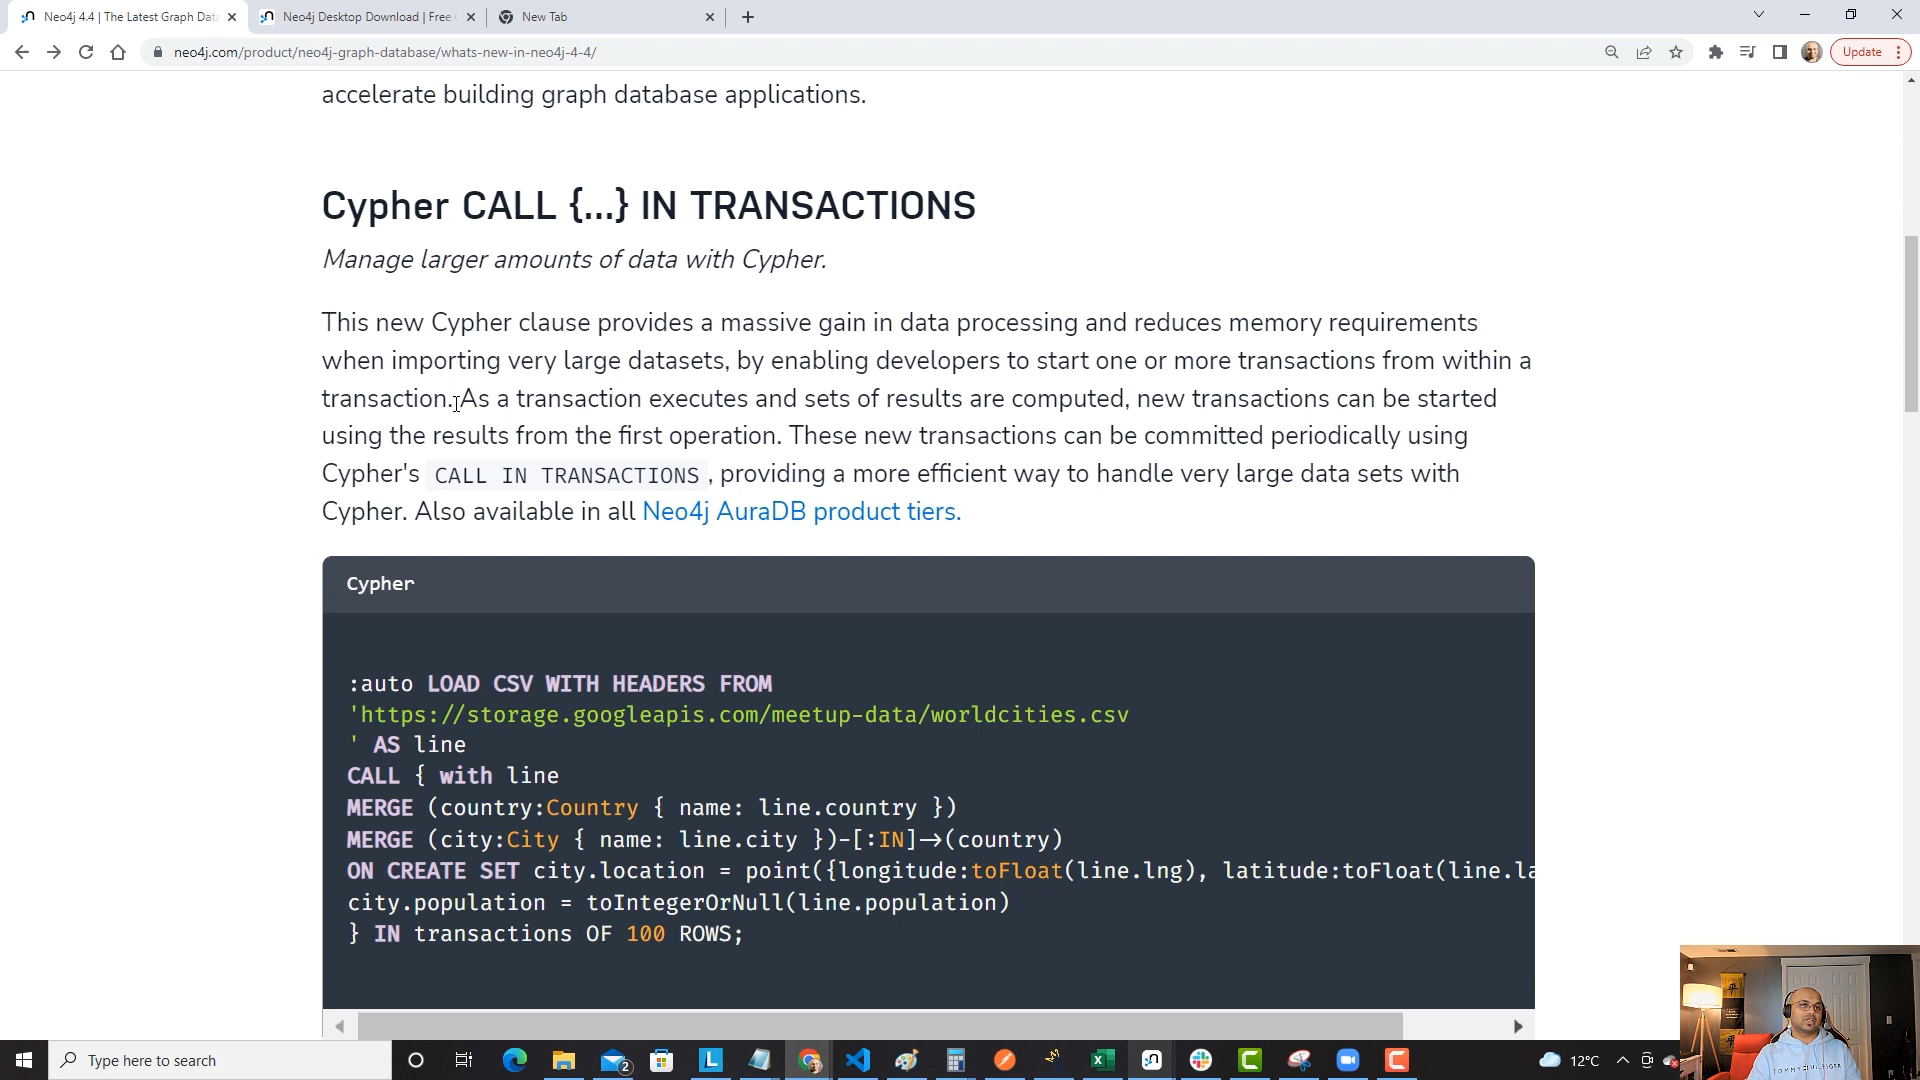 Neo4j 4.4 | The Latest Graph Dat
Neo4j Desktop Download | Free
New Tab
neo4j.com/product/neo4j-graph-database/whats-new-in-neo4j-4-4/
Update
accelerate building graph database applications.
Cypher CALL {...} IN TRANSACTIONS
Manage larger amounts of data with Cypher.
This new Cypher clause provides a massive gain in data processing and reduces memory requirements
when importing very large datasets, by enabling developers to start one or more transactions from within a
transaction. As a transaction executes and sets of results are computed, new transactions can be started
using the results from the first operation. These new transactions can be committed periodically using
Cypher's CALL IN TRANSACTIONS , providing a more efficient way to handle very large data sets with
Cypher. Also available in all Neo4j AuraDB product tiers.
Cypher
:auto LOAD CSV WITH HEADERS FROM
'https://storage.googleapis.com/meetup-data/worldcities.csv
' AS line
CALL { with line
MERGE (country:Country { name: line.country })
MERGE (city:City { name: line.city })-[:IN]->(country)
ON CREATE SET city.location = point({longitude:toFloat(line.lng), latitude:toFloat(line.la
city.population = toIntegerOrNull(line.population)
} IN transactions OF 100 ROWS;
TOMMY HILFIGER
Type here to search
2
L
12°C